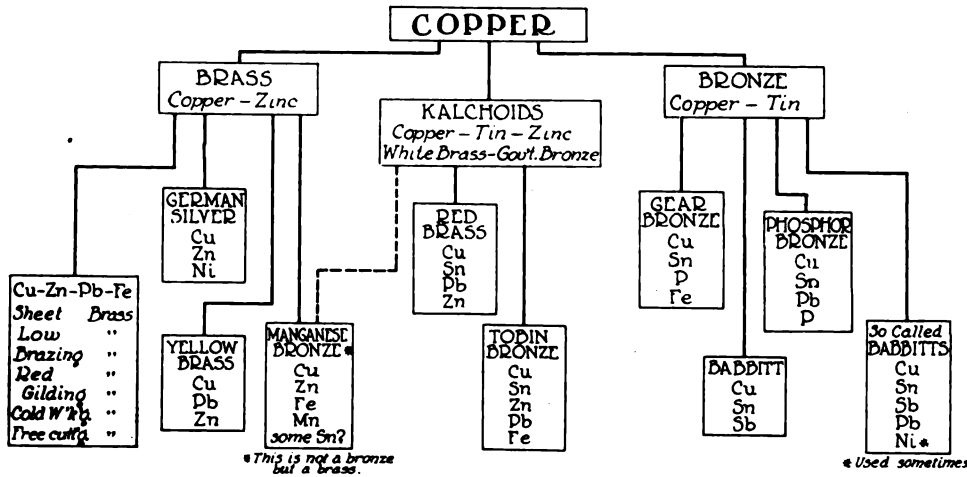 COPPER
BRASS
Copper – Zinc
KALCHOIDS
Copper – Tin – Zinc
White Brass – Gov't. Bronze
BRONZE
Copper – Tin
Cu-Zn-Pb-Fe
Sheet Brass
Low "
Brazing "
Red "
Gilding "
Cold W'k'g "
Free cutt'g "
GERMAN
SILVER
Cu
Zn
Ni
YELLOW
BRASS
Cu
Pb
Zn
MANGANESE
BRONZE*
Cu
Zn
Fe
Mn
some Sn?
*This is not a bronze
but a brass.
RED
BRASS
Cu
Sn
Pb
Zn
TOBIN
BRONZE
Cu
Sn
Zn
Pb
Fe
GEAR
BRONZE
Cu
Sn
P
Fe
BABBITT
Cu
Sn
Sb
PHOSPHOR
BRONZE
Cu
Sn
Pb
P
So Called
BABBITTS
Cu
Sn
Sb
Pb
Ni*
* Used sometimes